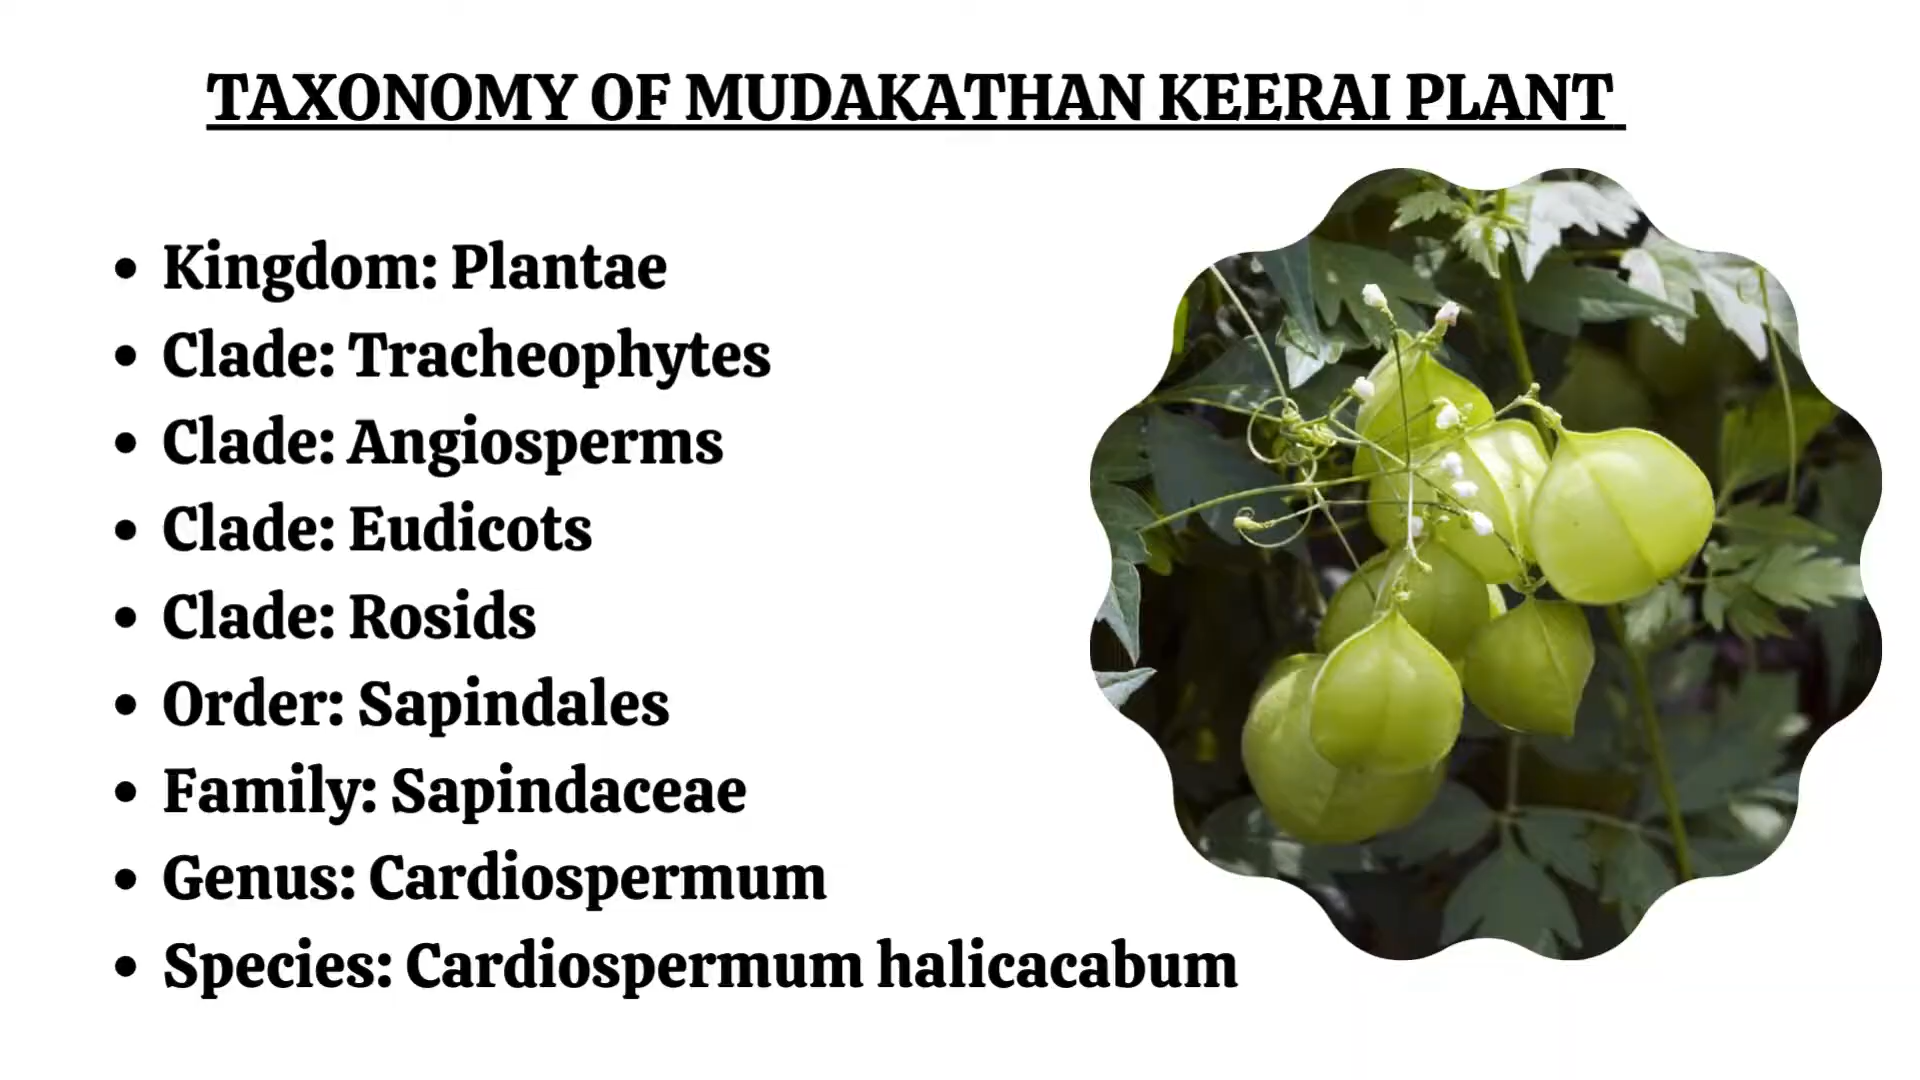 TAXONOMY OF MUDAKATHAN KEERAI PLANT
• Kingdom: Plantae
• Clade: Tracheophytes
• Clade: Angiosperms
• Clade: Eudicots
• Clade: Rosids
• Order: Sapindales
• Family: Sapindaceae
• Genus: Cardiospermum
• Species: Cardiospermum halicacabum